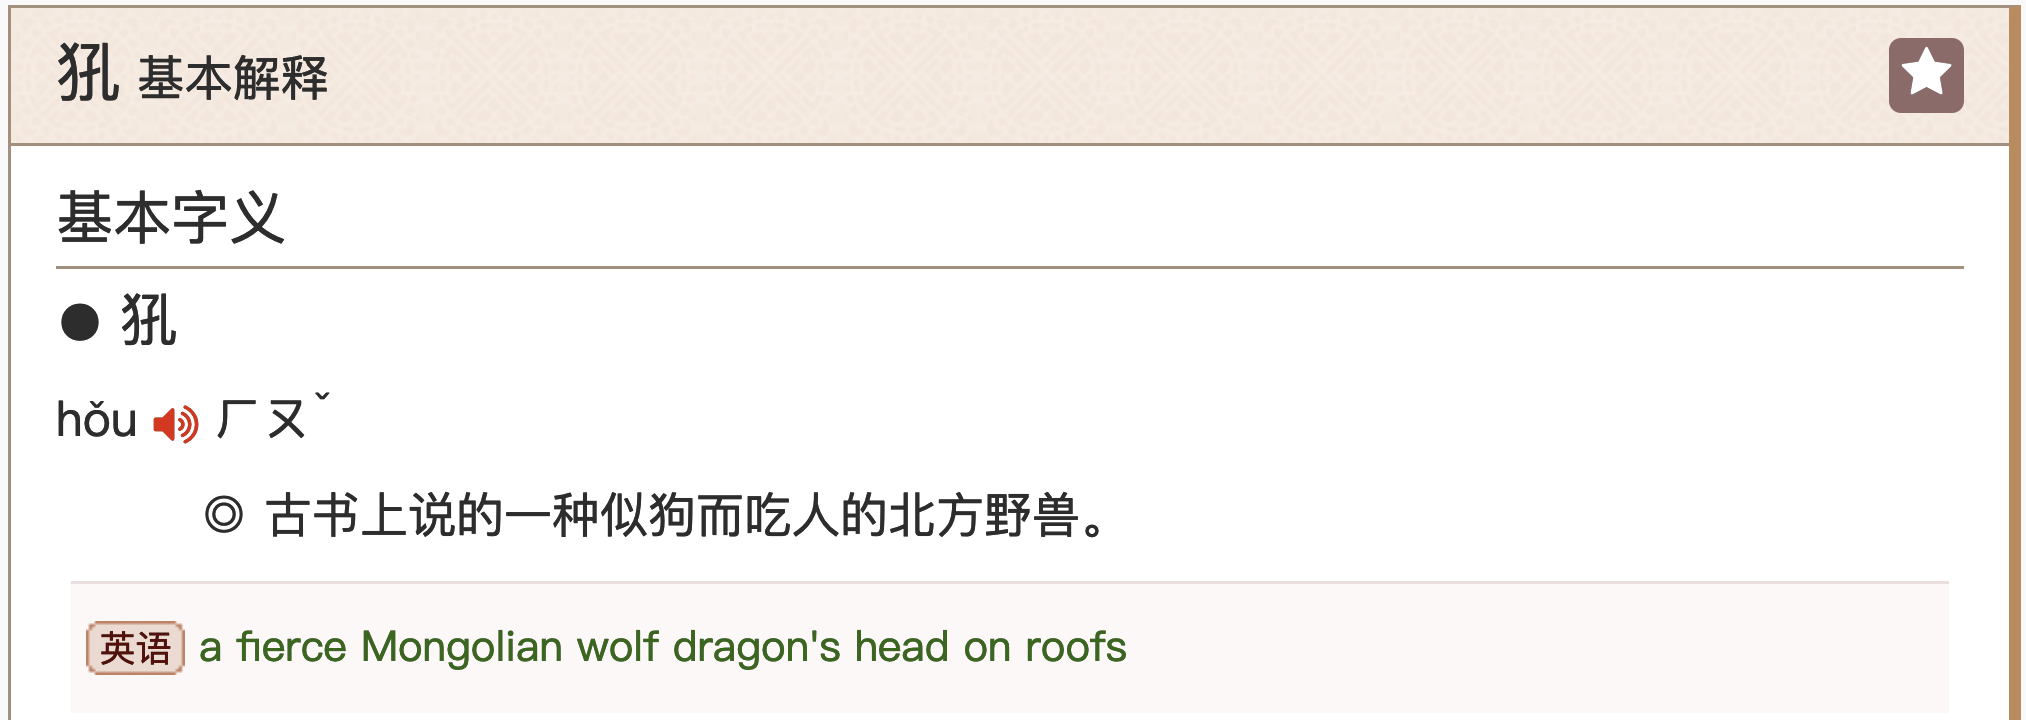 犼 基本解释
基本字义
● 犼
hǒu ㄏㄡˇ
◎ 古书上说的一种似狗而吃人的北方野兽。
英语 a fierce Mongolian wolf dragon's head on roofs